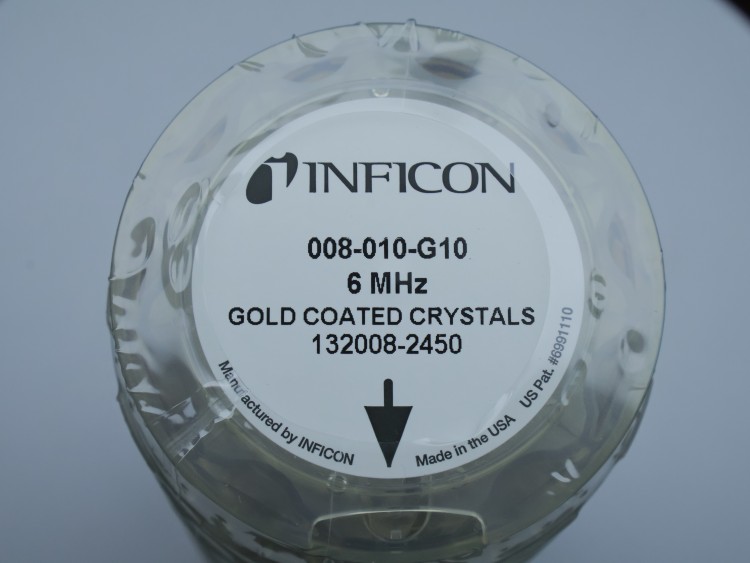 INFICON
008-010-G10
6 MHz
GOLD COATED CRYSTALS
132008-2450
Manufactured by INFICON
Made in the USA
US Pat. #6991110